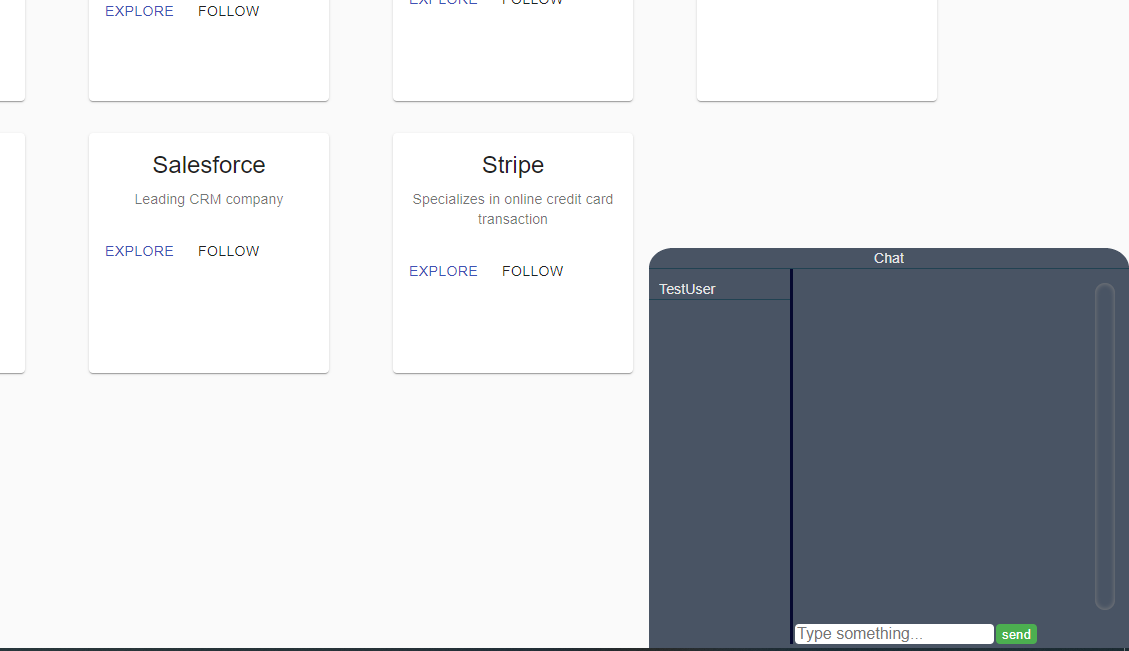 EXPLORE FOLLOW
EXPLORE FOLLOW
Salesforce
Leading CRM company
EXPLORE FOLLOW
Stripe
Specializes in online credit card
transaction
EXPLORE FOLLOW
Chat
TestUser
Type something...
send